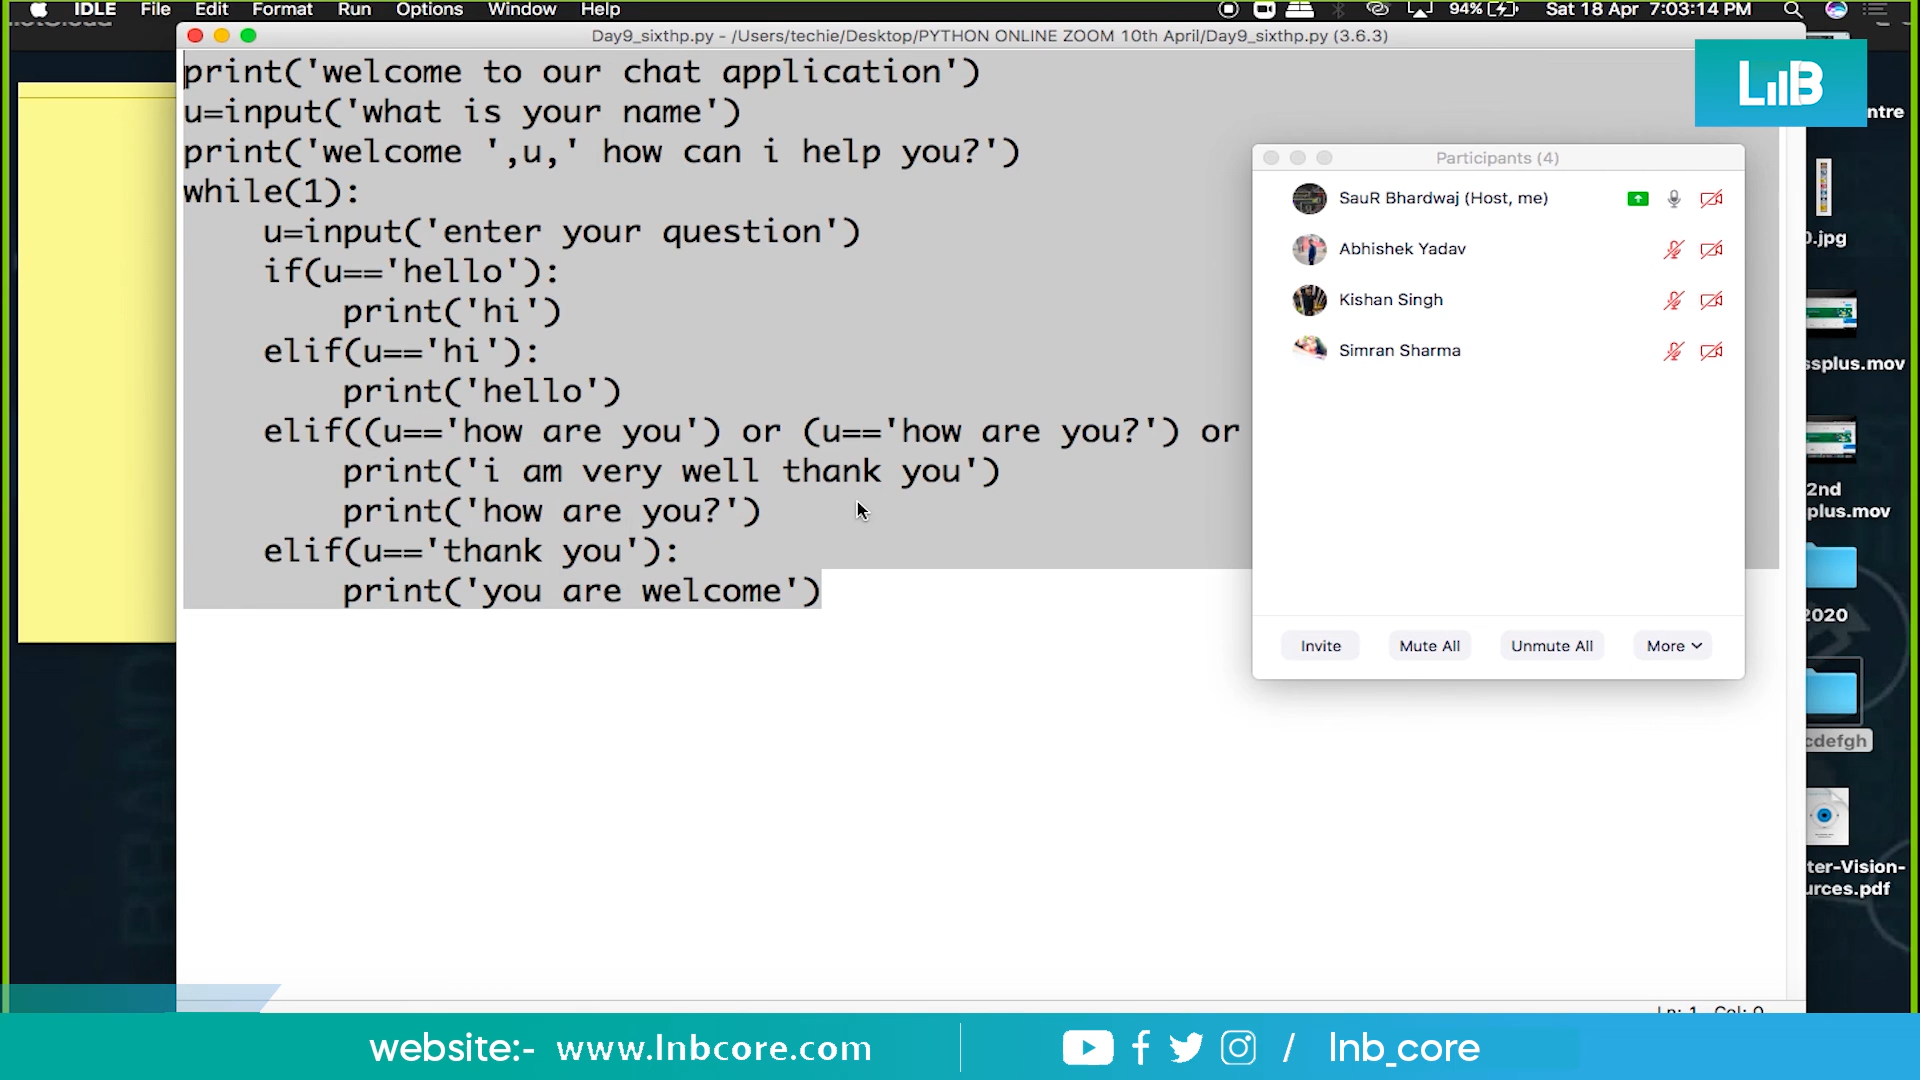 IDLE File Edit Format Run Options Window Help 94% Sat 18 Apr 7:03:14 PM
Day9_sixthp.py - /Users/techie/Desktop/PYTHON ONLINE ZOOM 10th April/Day9_sixthp.py (3.6.3)
LNB
print('welcome to our chat application')
u=input('what is your name')
print('welcome ',u,' how can i help you?')
while(1):
    u=input('enter your question')
    if(u=='hello'):
        print('hi')
    elif(u=='hi'):
        print('hello')
    elif((u=='how are you') or (u=='how are you?') or
        print('i am very well thank you')
        print('how are you?')
    elif(u=='thank you'):
        print('you are welcome')
Participants (4)
SauR Bhardwaj (Host, me)
Abhishek Yadav
Kishan Singh
Simran Sharma
Invite Mute All Unmute All More
ntre
0.jpg
ssplus.mov
2nd
plus.mov
2020
cdefgh
ter-Vision-
urces.pdf
website:- www.lnbcore.com / lnb_core